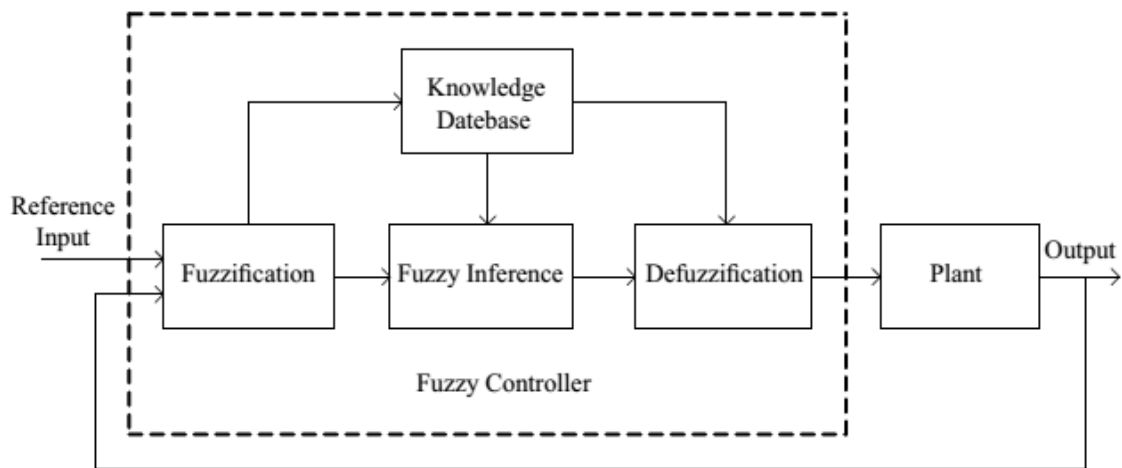 Knowledge
Datebase
Reference
Input
Fuzzification
Fuzzy Inference
Defuzzification
Plant
Output
Fuzzy Controller